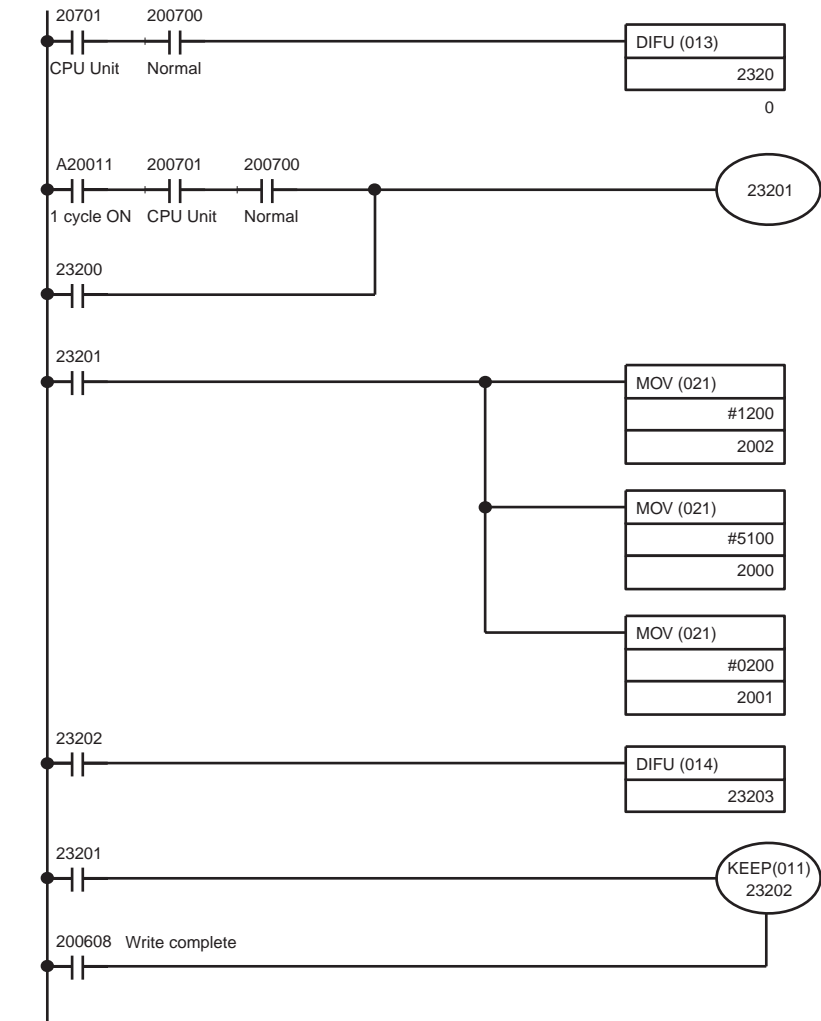 20701 200700
DIFU (013)
CPU Unit Normal
2320
0
A20011 200701 200700
23201
1 cycle ON CPU Unit Normal
23200
23201
MOV (021)
#1200
2002
MOV (021)
#5100
2000
MOV (021)
#0200
2001
23202
DIFU (014)
23203
23201
KEEP(011)
23202
200608 Write complete